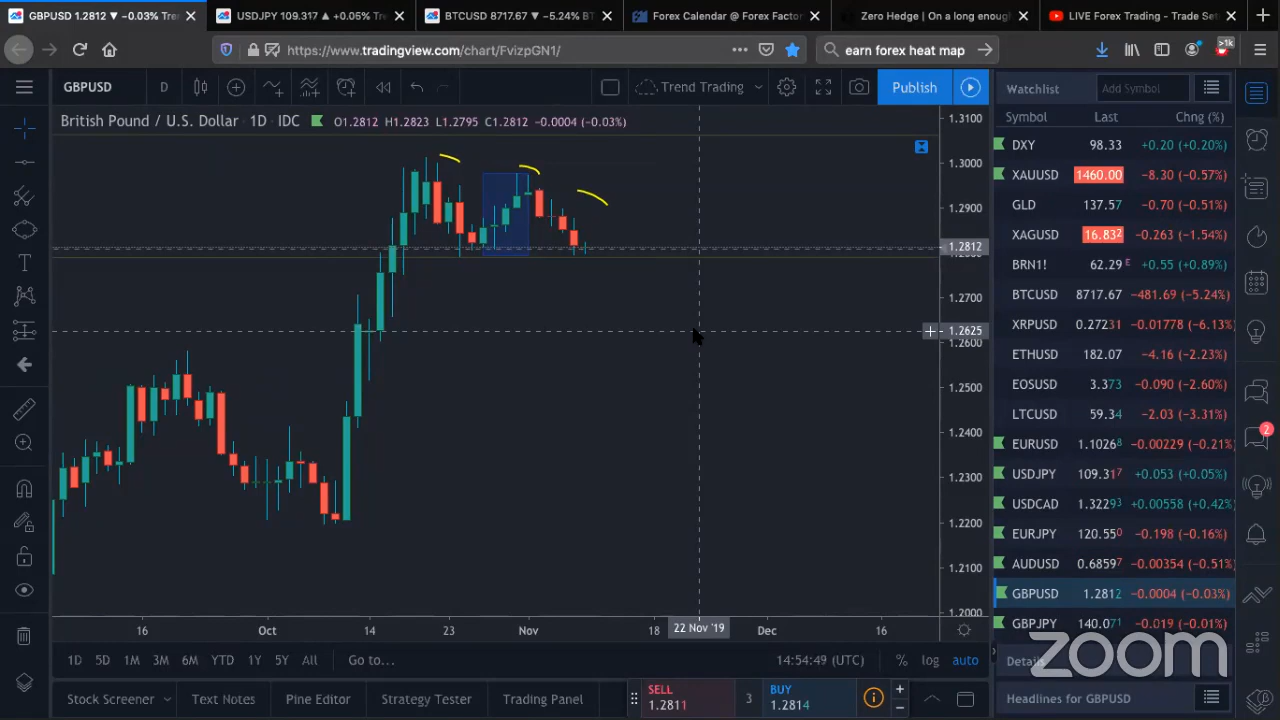 GBPUSD 1.2812 ▼ −0.03% Tre
USDJPY 109.317 ▲ +0.05% Tr
BTCUSD 8717.67 ▼ −5.24% B
Forex Calendar @ Forex Factor
Zero Hedge | On a long enoug
LIVE Forex Trading - Trade Se
https://www.tradingview.com/chart/FvizpGN1/
earn forex heat map
>1k
GBPUSD D
Trend Trading
Publish
British Pound / U.S. Dollar · 1D · IDC O1.2812 H1.2823 L1.2795 C1.2812 −0.0004 (−0.03%)
1.3100
1.3000
1.2900
1.2812
1.2700
1.2625
1.2600
1.2500
1.2400
1.2300
1.2200
1.2100
1.2000
16 Oct 14 23 Nov 18 22 Nov '19 Dec 16
1D 5D 1M 3M 6M YTD 1Y 5Y All Go to...
14:54:49 (UTC) % log auto
Stock Screener Text Notes Pine Editor Strategy Tester Trading Panel
SELL
1.2811
3
BUY
1.2814
Watchlist Add Symbol
Symbol Last Chng (%)
DXY 98.33 +0.20 (+0.20%)
XAUUSD 1460.00 −8.30 (−0.57%)
GLD 137.57 −0.70 (−0.51%)
XAGUSD 16.832 −0.263 (−1.54%)
BRN1! 62.29 E +0.55 (+0.89%)
BTCUSD 8717.67 −481.69 (−5.24%)
XRPUSD 0.27231 −0.01778 (−6.13%)
ETHUSD 182.07 −4.16 (−2.23%)
EOSUSD 3.373 −0.090 (−2.60%)
LTCUSD 59.34 −2.03 (−3.31%)
EURUSD 1.10268 −0.00229 (−0.21%)
USDJPY 109.317 +0.053 (+0.05%)
USDCAD 1.32293 +0.00558 (+0.42%)
EURJPY 120.550 −0.198 (−0.16%)
AUDUSD 0.68597 −0.00354 (−0.51%)
GBPUSD 1.2812 −0.0004 (−0.03%)
GBPJPY 140.071 −0.019 (−0.01%)
2
Details
zoom
Headlines for GBPUSD